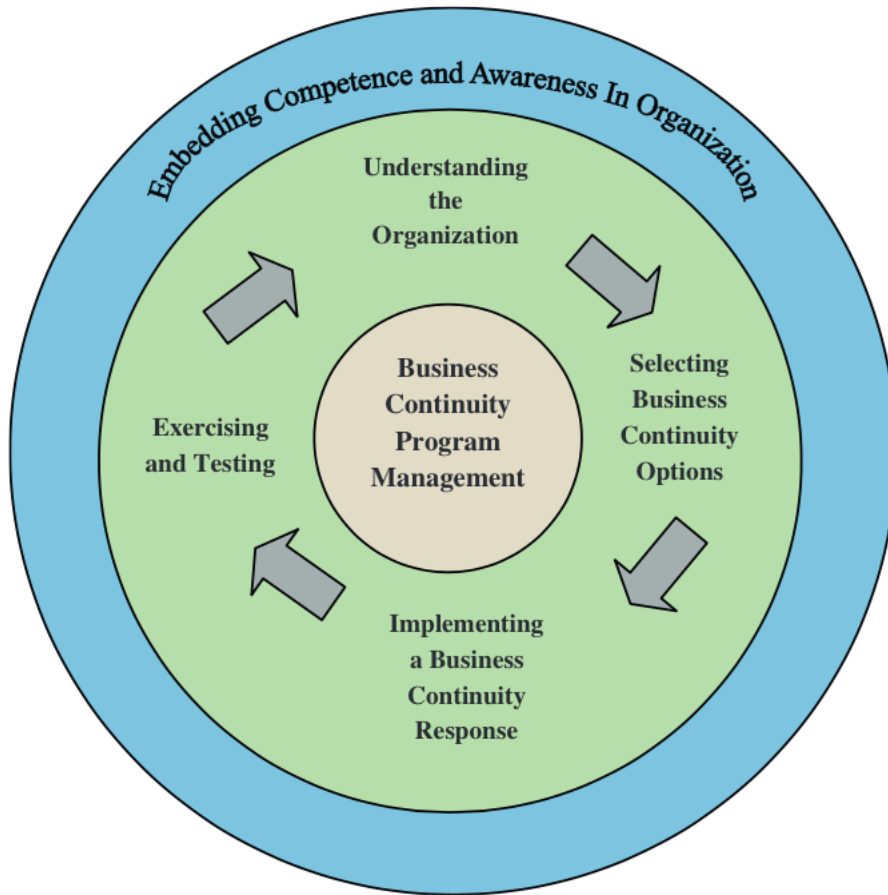 Embedding Competence and Awareness In Organization
Understanding
the
Organization
Selecting
Business
Continuity
Options
Business
Continuity
Program
Management
Exercising
and Testing
Implementing
a Business
Continuity
Response